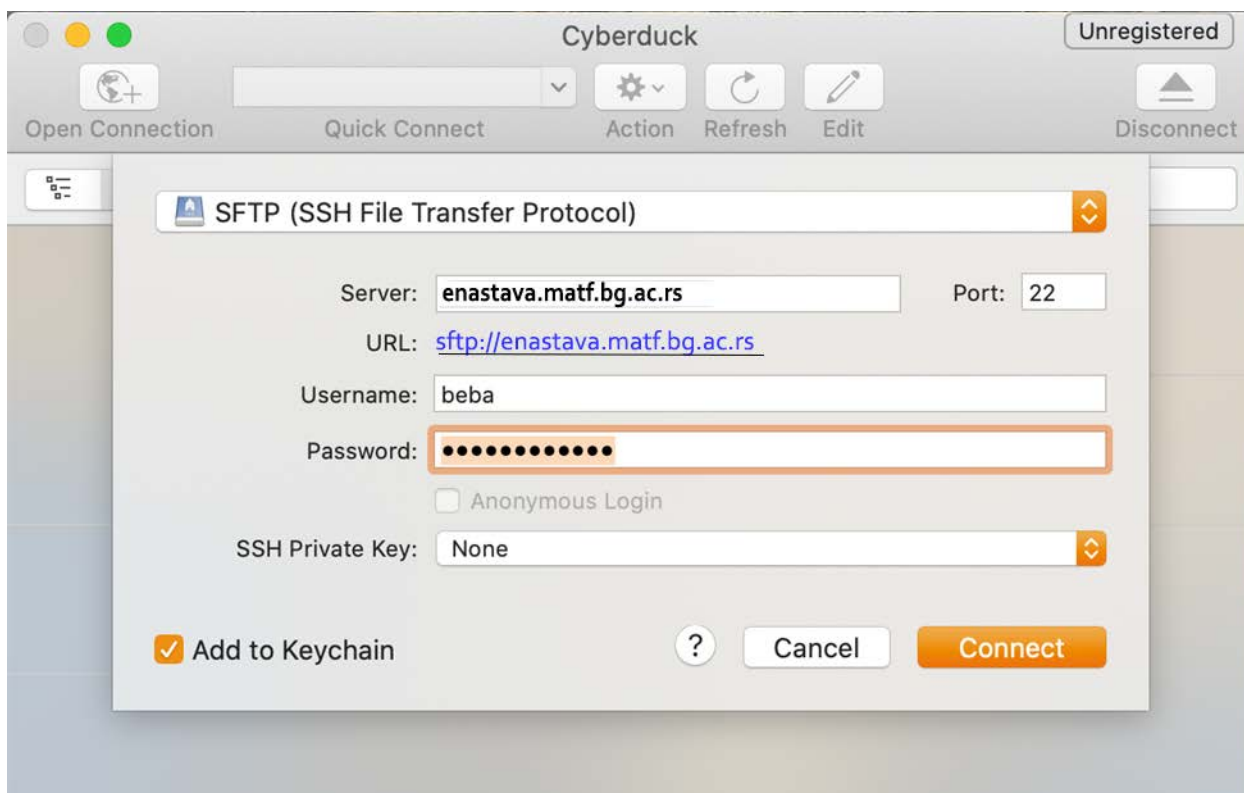 Cyberduck
Unregistered
Open Connection
Quick Connect
Action
Refresh
Edit
Disconnect
SFTP (SSH File Transfer Protocol)
Server: enastava.matf.bg.ac.rs Port: 22
URL: sftp://enastava.matf.bg.ac.rs
Username: beba
Password: ••••••••••••
Anonymous Login
SSH Private Key: None
Add to Keychain
?
Cancel
Connect